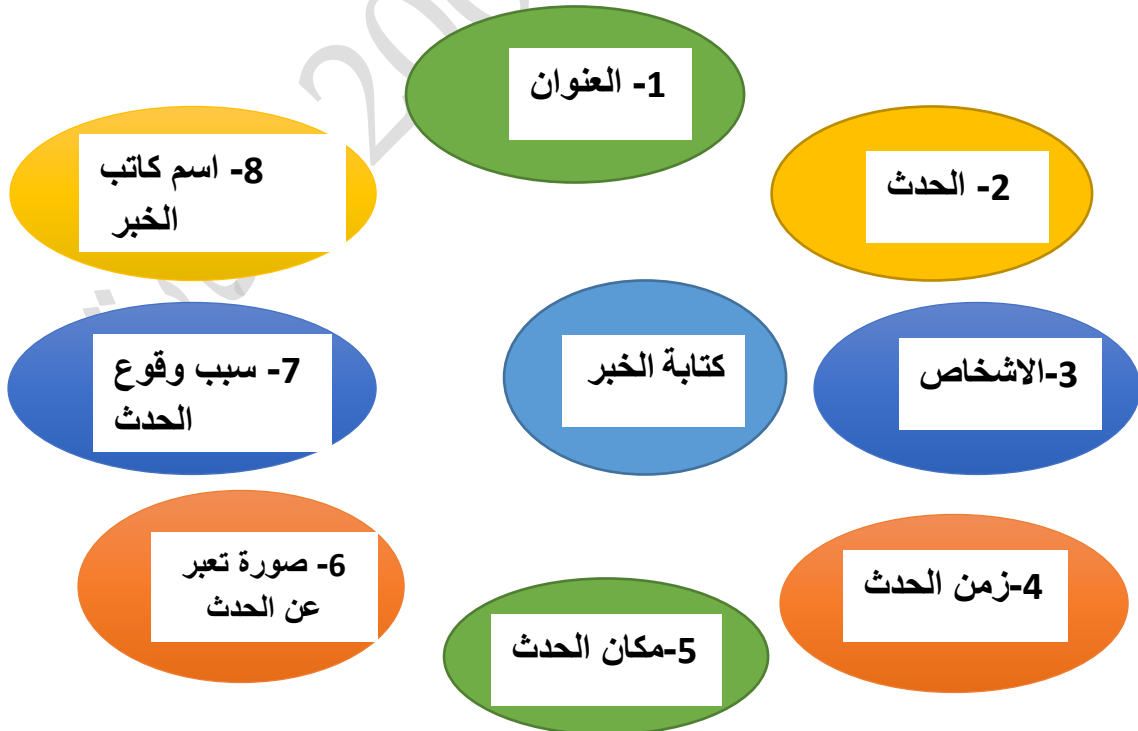 1- العنوان
2- الحدث
3-الاشخاص
4-زمن الحدث
5-مكان الحدث
6- صورة تعبر
عن الحدث
7- سبب وقوع
الحدث
8- اسم كاتب
الخبر
كتابة الخبر